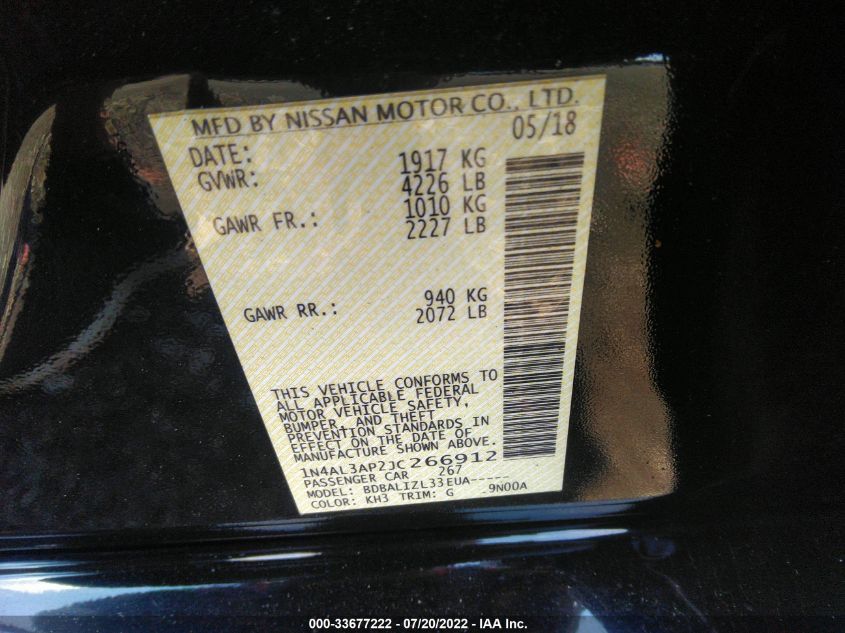 MFD BY NISSAN MOTOR CO., LTD.
DATE: 05/18
GVWR: 1917 KG
4226 LB
GAWR FR.: 1010 KG
2227 LB
GAWR RR.: 940 KG
2072 LB
THIS VEHICLE CONFORMS TO
ALL APPLICABLE FEDERAL
MOTOR VEHICLE SAFETY,
BUMPER, AND THEFT
PREVENTION STANDARDS IN
EFFECT ON THE DATE OF
MANUFACTURE SHOWN ABOVE.
1N4AL3AP2JC266912
PASSENGER CAR 267
MODEL: BDBALIZL33EUA-----
COLOR: KH3 TRIM: G 9N00A
000-33677222 - 07/20/2022 - IAA Inc.